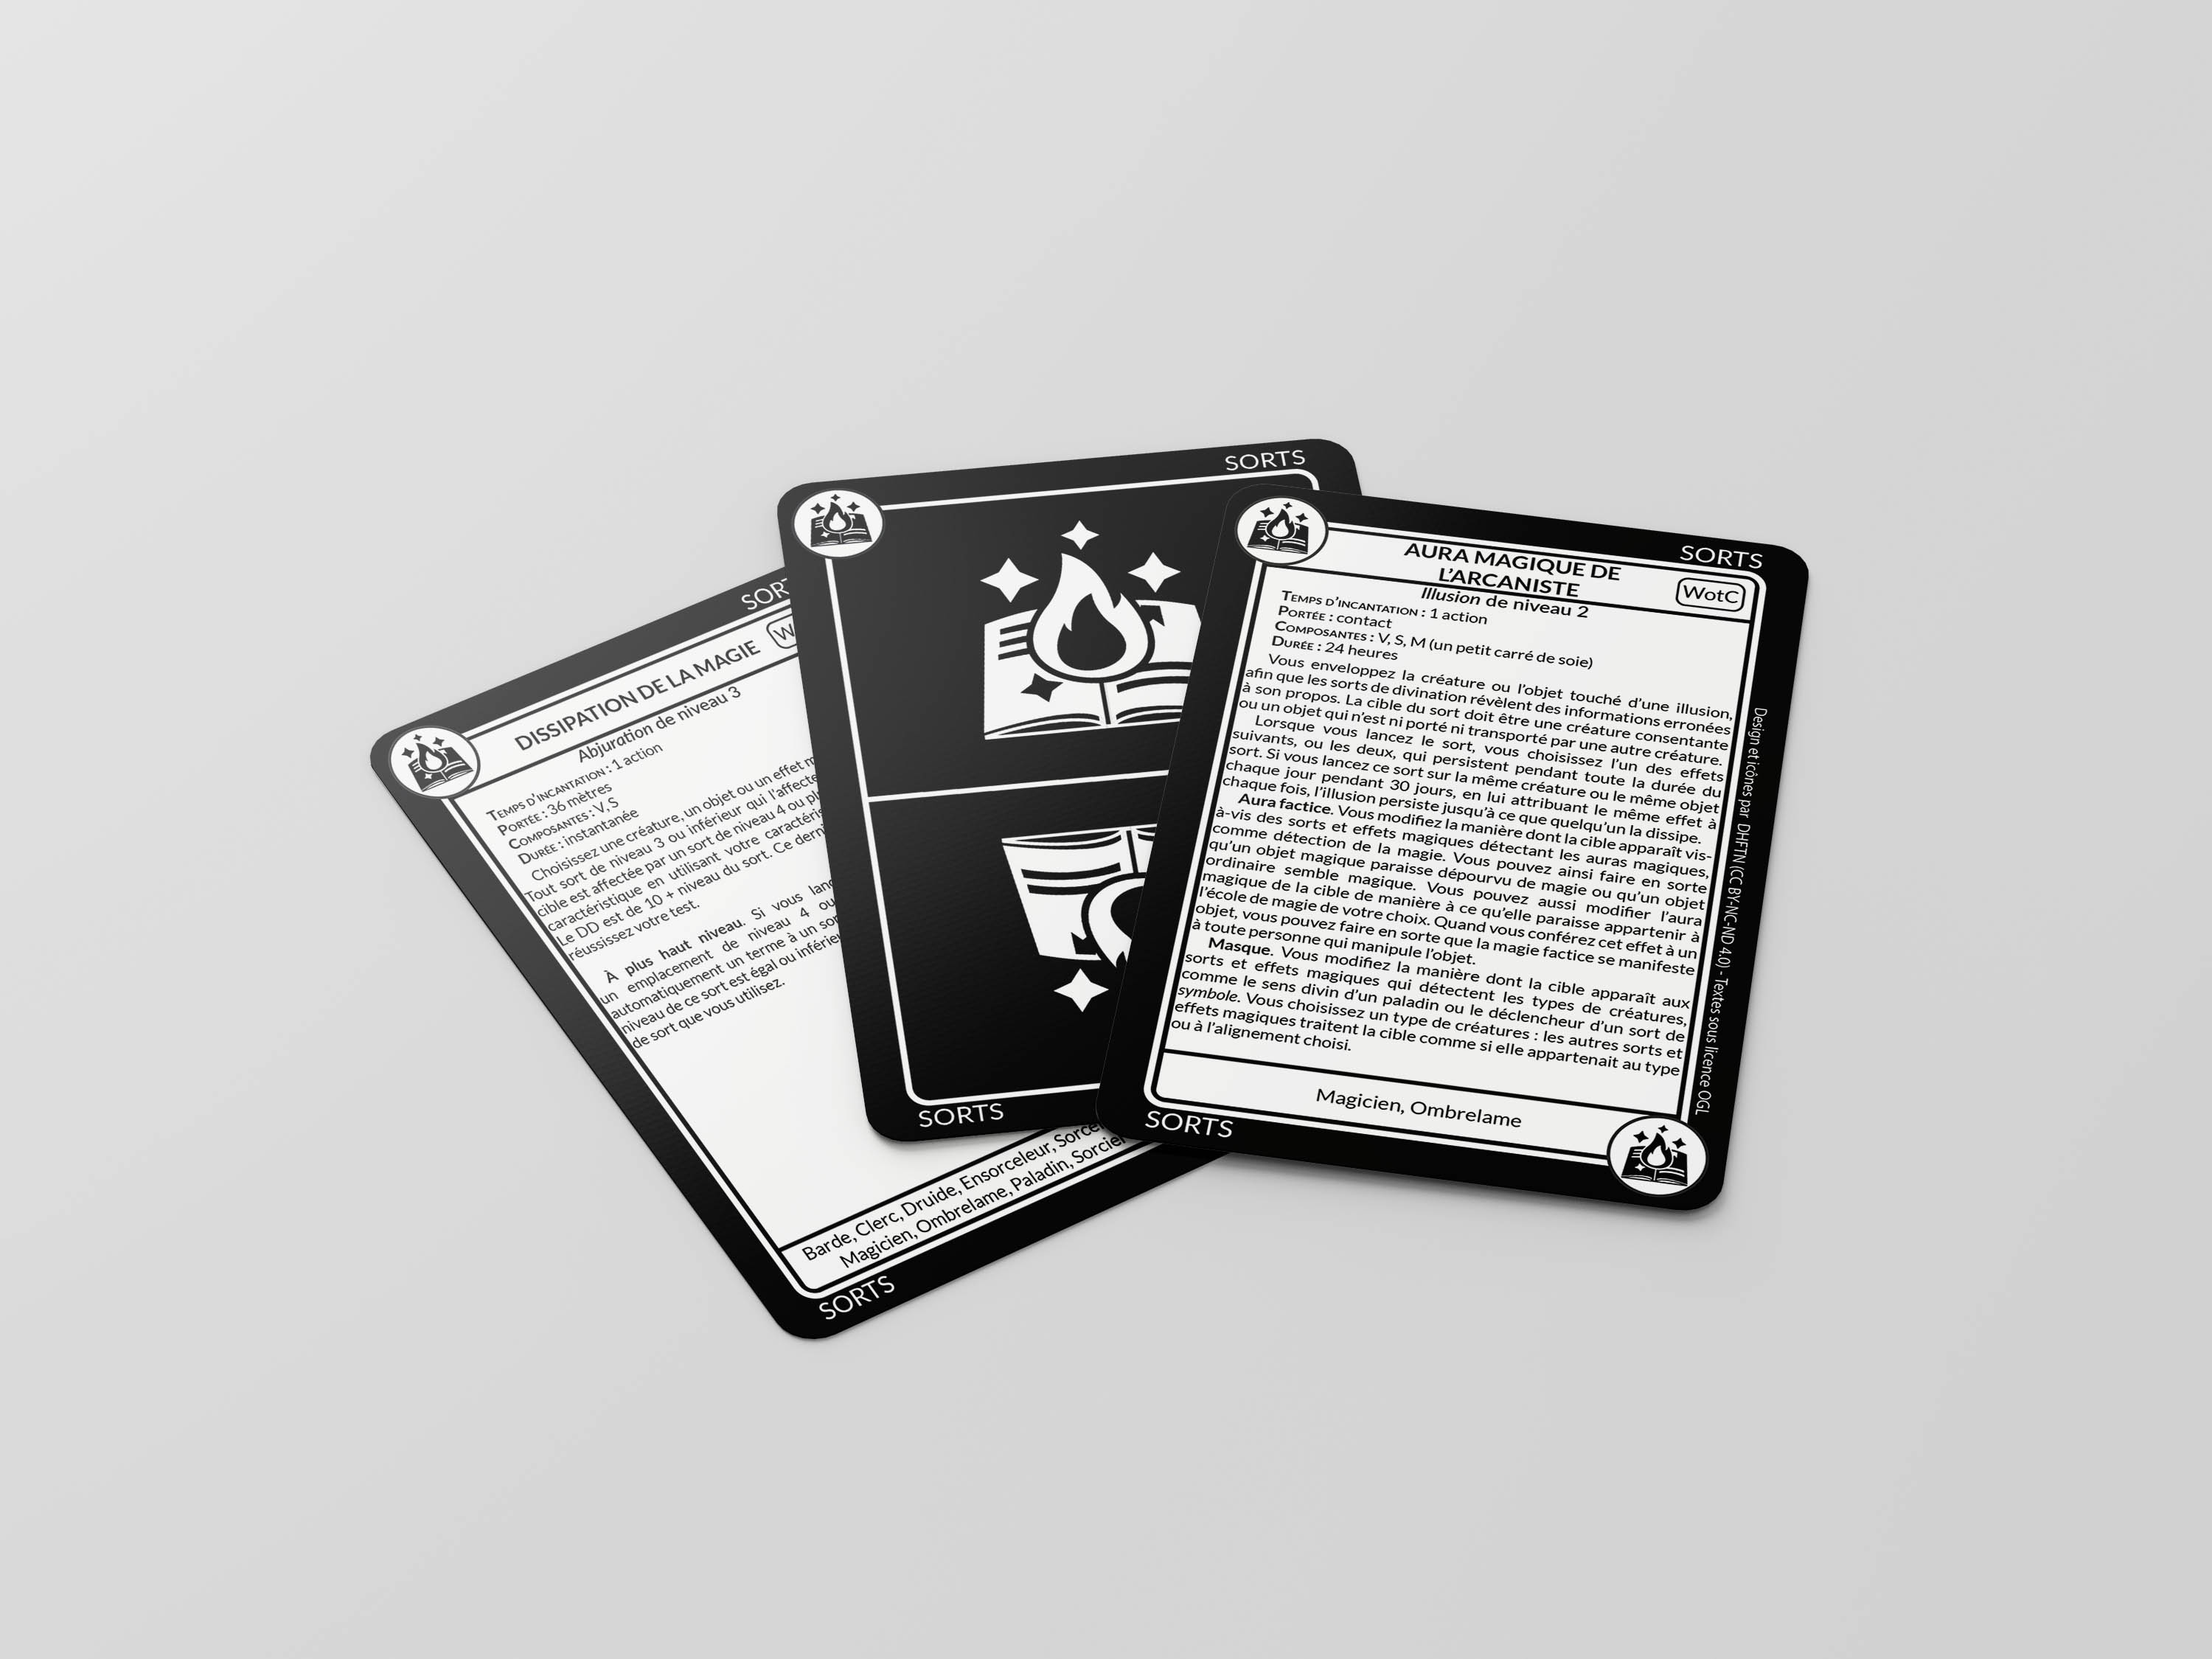 SORTS
DISSIPATION DE LA MAGIE
Abjuration de niveau 3
TEMPS D'INCANTATION : 1 action
PORTÉE : 36 mètres
COMPOSANTES : V, S
DURÉE : instantanée
Choisissez une créature, un objet ou un effet
Tout sort de niveau 3 ou inférieur qui l'affecte
cible est affectée par un sort de niveau 4 ou
caractéristique en utilisant votre
Le DD est de 10 + niveau du sort. Ce
réussissez votre test.
À plus haut niveau. Si vous
un emplacement de niveau 4 ou
automatiquement un terme à un
niveau de ce sort est égal ou
de sort que vous utilisez.
Barde, Clerc, Druide, Ensorceleur,
Magicien, Ombrelame, Paladin,
SORTS
SORTS
SORTS
AURA MAGIQUE DE
L'ARCANISTE
WotC
Illusion de niveau 2
TEMPS D'INCANTATION : 1 action
PORTÉE : contact
COMPOSANTES : V, S, M (un petit carré de soie)
DURÉE : 24 heures
Vous enveloppez la créature ou l'objet touché d'une illusion,
afin que les sorts de divination révèlent des informations erronées
à son propos. La cible du sort doit être une créature consentante
ou un objet qui n'est ni porté ni transporté par une autre créature.
Lorsque vous lancez le sort, vous choisissez l'un des effets
suivants, ou les deux, qui persistent pendant toute la durée du
sort. Si vous lancez ce sort sur la même créature ou le même objet
chaque jour pendant 30 jours, en lui attribuant le même effet à
chaque fois, l'illusion persiste jusqu'à ce que quelqu'un la dissipe.
Aura factice. Vous modifiez la manière dont la cible apparaît vis-
à-vis des sorts et effets magiques détectant les auras magiques,
comme détection de la magie. Vous pouvez ainsi faire en sorte
qu'un objet magique paraisse dépourvu de magie ou qu'un objet
ordinaire semble magique. Vous pouvez aussi modifier l'aura
magique de la cible de manière à ce qu'elle paraisse appartenir à
l'école de magie de votre choix. Quand vous conférez cet effet à un
objet, vous pouvez faire en sorte que la magie factice se manifeste
à toute personne qui manipule l'objet.
Masque. Vous modifiez la manière dont la cible apparaît aux
sorts et effets magiques qui détectent les types de créatures,
comme le sens divin d'un paladin ou le déclencheur d'un sort de
symbole. Vous choisissez un type de créatures : les autres sorts et
effets magiques traitent la cible comme si elle appartenait au type
ou à l'alignement choisi.
Magicien, Ombrelame
SORTS
SORTS
Design et icônes par DHFTN (CC BY-NC-ND 4.0) - Textes sous licence OGL